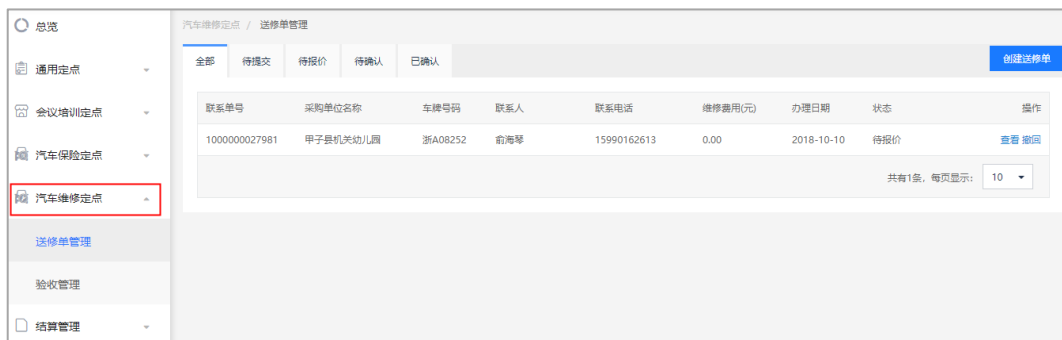 总览
通用定点
会议培训定点
汽车保险定点
汽车维修定点
送修单管理
验收管理
结算管理
汽车维修定点 / 送修单管理
全部 待提交 待报价 待确认 已确认 创建送修单
联系单号 采购单位名称 车牌号码 联系人 联系电话 维修费用(元) 办理日期 状态 操作
1000000027981 甲子县机关幼儿园 浙A08252 俞海琴 15990162613 0.00 2018-10-10 待报价 查看 撤回
共有1条，每页显示： 10